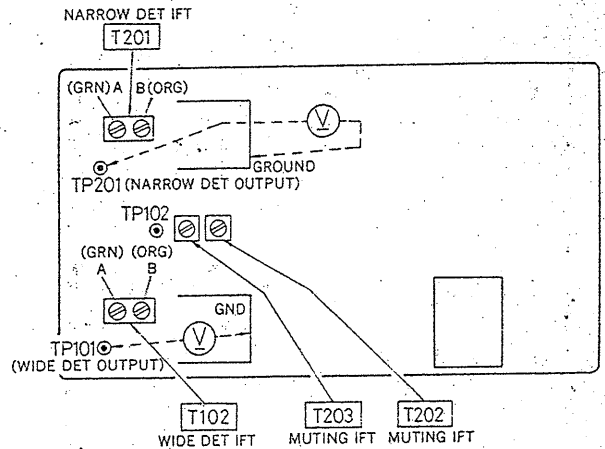 NARROW DET IFT
T201
(GRN) A B (ORG)
V
GROUND
TP201 (NARROW DET OUTPUT)
TP102
(GRN) (ORG)
A B
GND
V
TP101
(WIDE DET OUTPUT)
T102 T203 T202
WIDE DET IFT MUTING IFT MUTING IFT